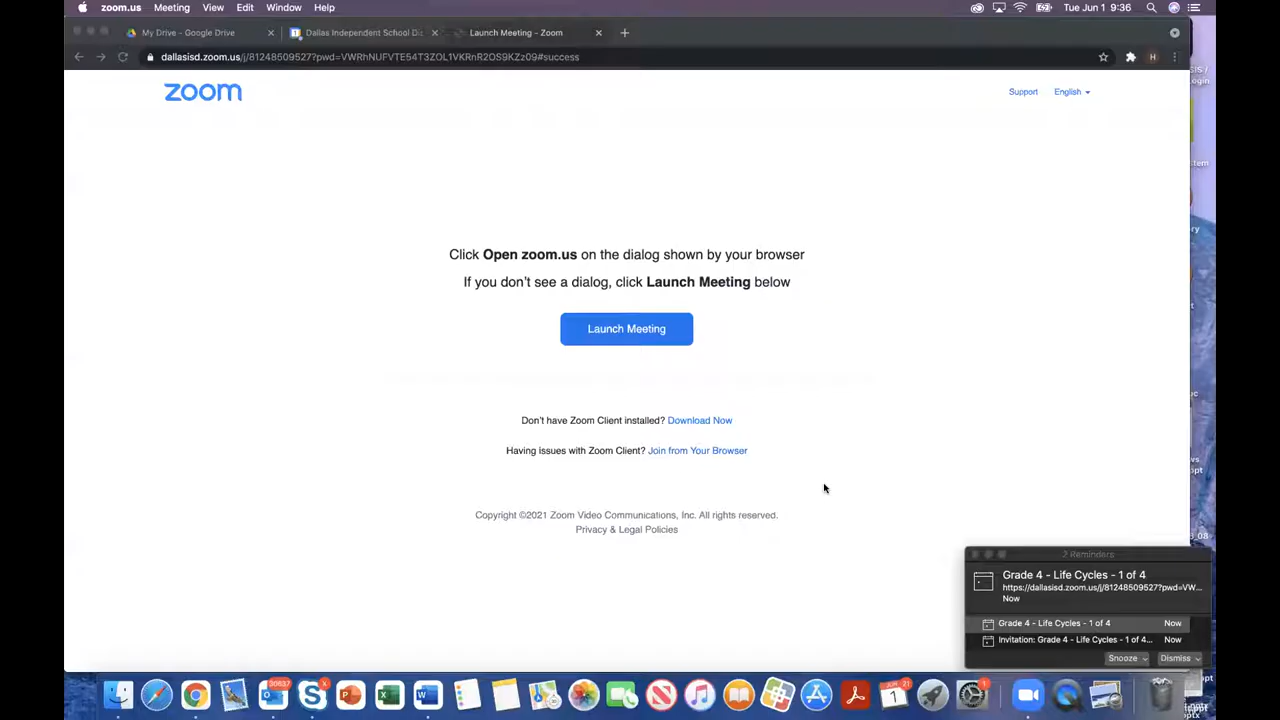 zoom.us Meeting View Edit Window Help Tue Jun 1 9:36
My Drive - Google Drive Dallas Independent School Di Launch Meeting - Zoom
dallasisd.zoom.us/j/81248509527?pwd=VWRhNUFVTE54T3ZOL1VKRnR2OS9KZz09#success H
zoom Support English
Click Open zoom.us on the dialog shown by your browser
If you don't see a dialog, click Launch Meeting below
Launch Meeting
Don't have Zoom Client installed? Download Now
Having issues with Zoom Client? Join from Your Browser
Copyright ©2021 Zoom Video Communications, Inc. All rights reserved.
Privacy & Legal Policies
2 Reminders
Grade 4 - Life Cycles - 1 of 4
https://dallasisd.zoom.us/j/81248509527?pwd=VW...
Now
Grade 4 - Life Cycles - 1 of 4 Now
Invitation: Grade 4 - Life Cycles - 1 of 4... Now
Snooze Dismiss